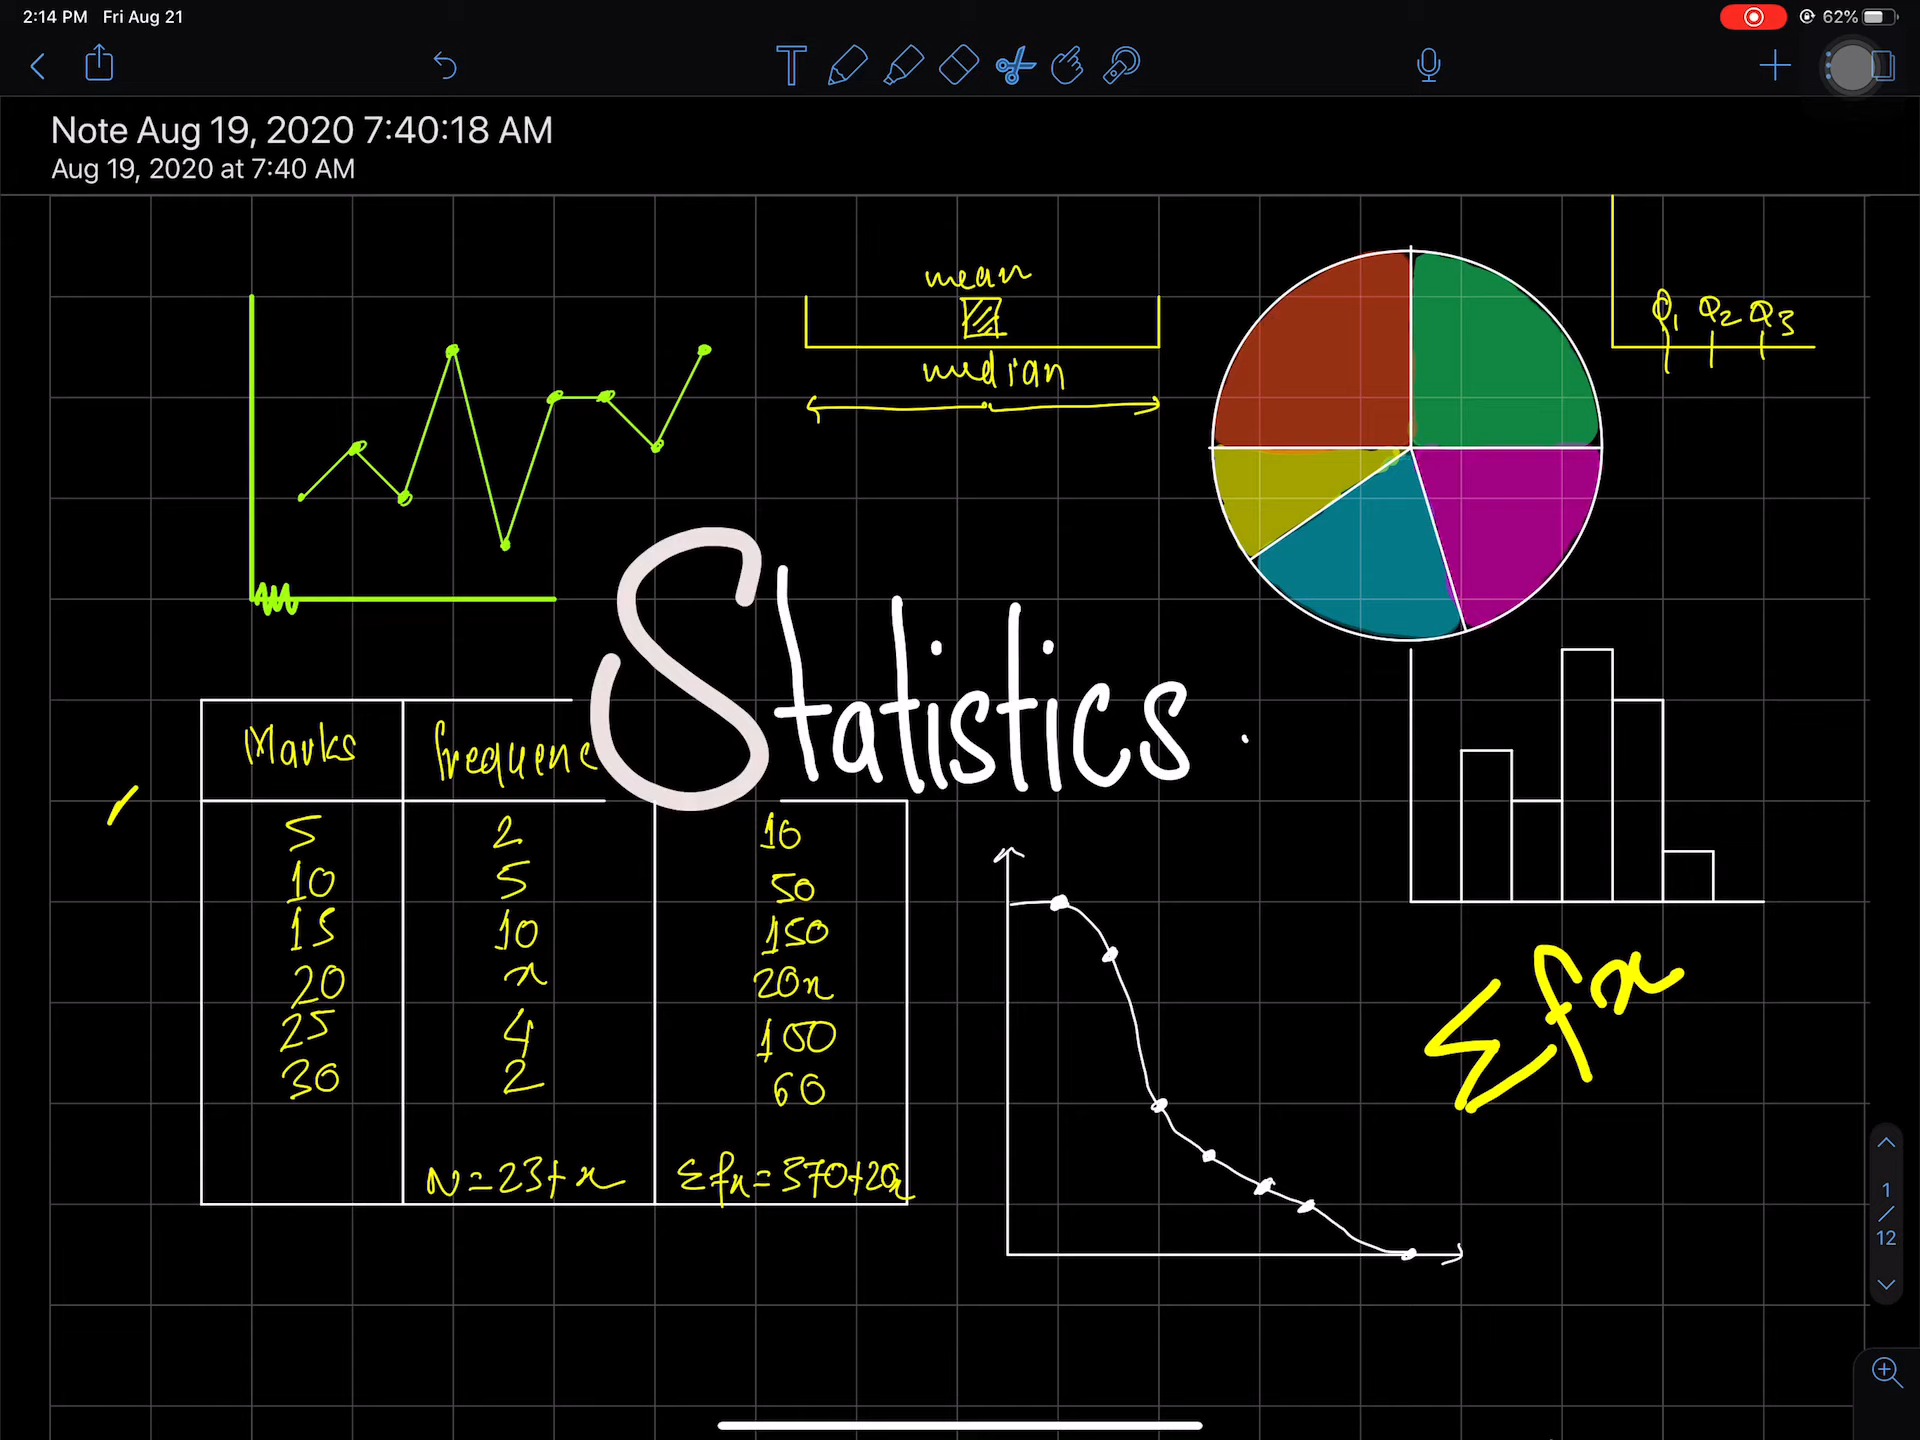 2:14 PM Fri Aug 21
62%
Note Aug 19, 2020 7:40:18 AM
Aug 19, 2020 at 7:40 AM
mean
median
Q1 Q2 Q3
Statistics
Marks frequenc
5 2 10
10 5 50
15 10 150
20 x 20x
25 4 100
30 2 60
N=23+x Σfx=370+20x
Σfx
1
/
12